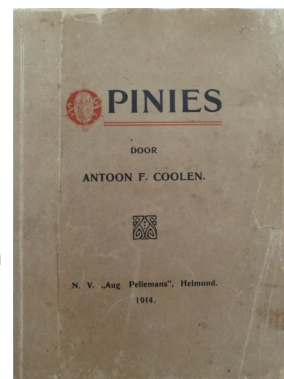 OPINIES
DOOR
ANTOON F. COOLEN.
N. V. „Aug. Pellemans", Helmond.
1914.